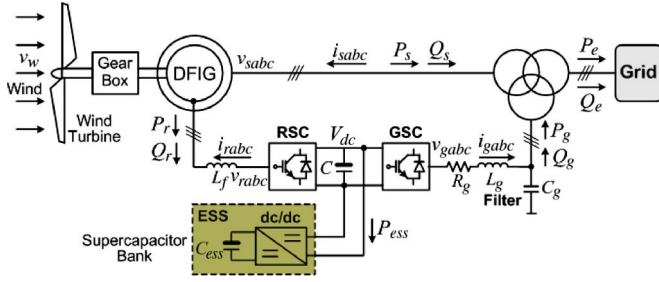 v_w
Wind
Wind
Turbine
Gear
Box
DFIG
v_sabc
i_sabc
P_s
Q_s
P_e
Q_e
Grid
P_r
Q_r
i_rabc
L_f
v_rabc
RSC
V_dc
C
GSC
v_gabc
i_gabc
R_g
L_g
Filter
P_g
Q_g
C_g
ESS
dc/dc
C_ess
P_ess
Supercapacitor
Bank